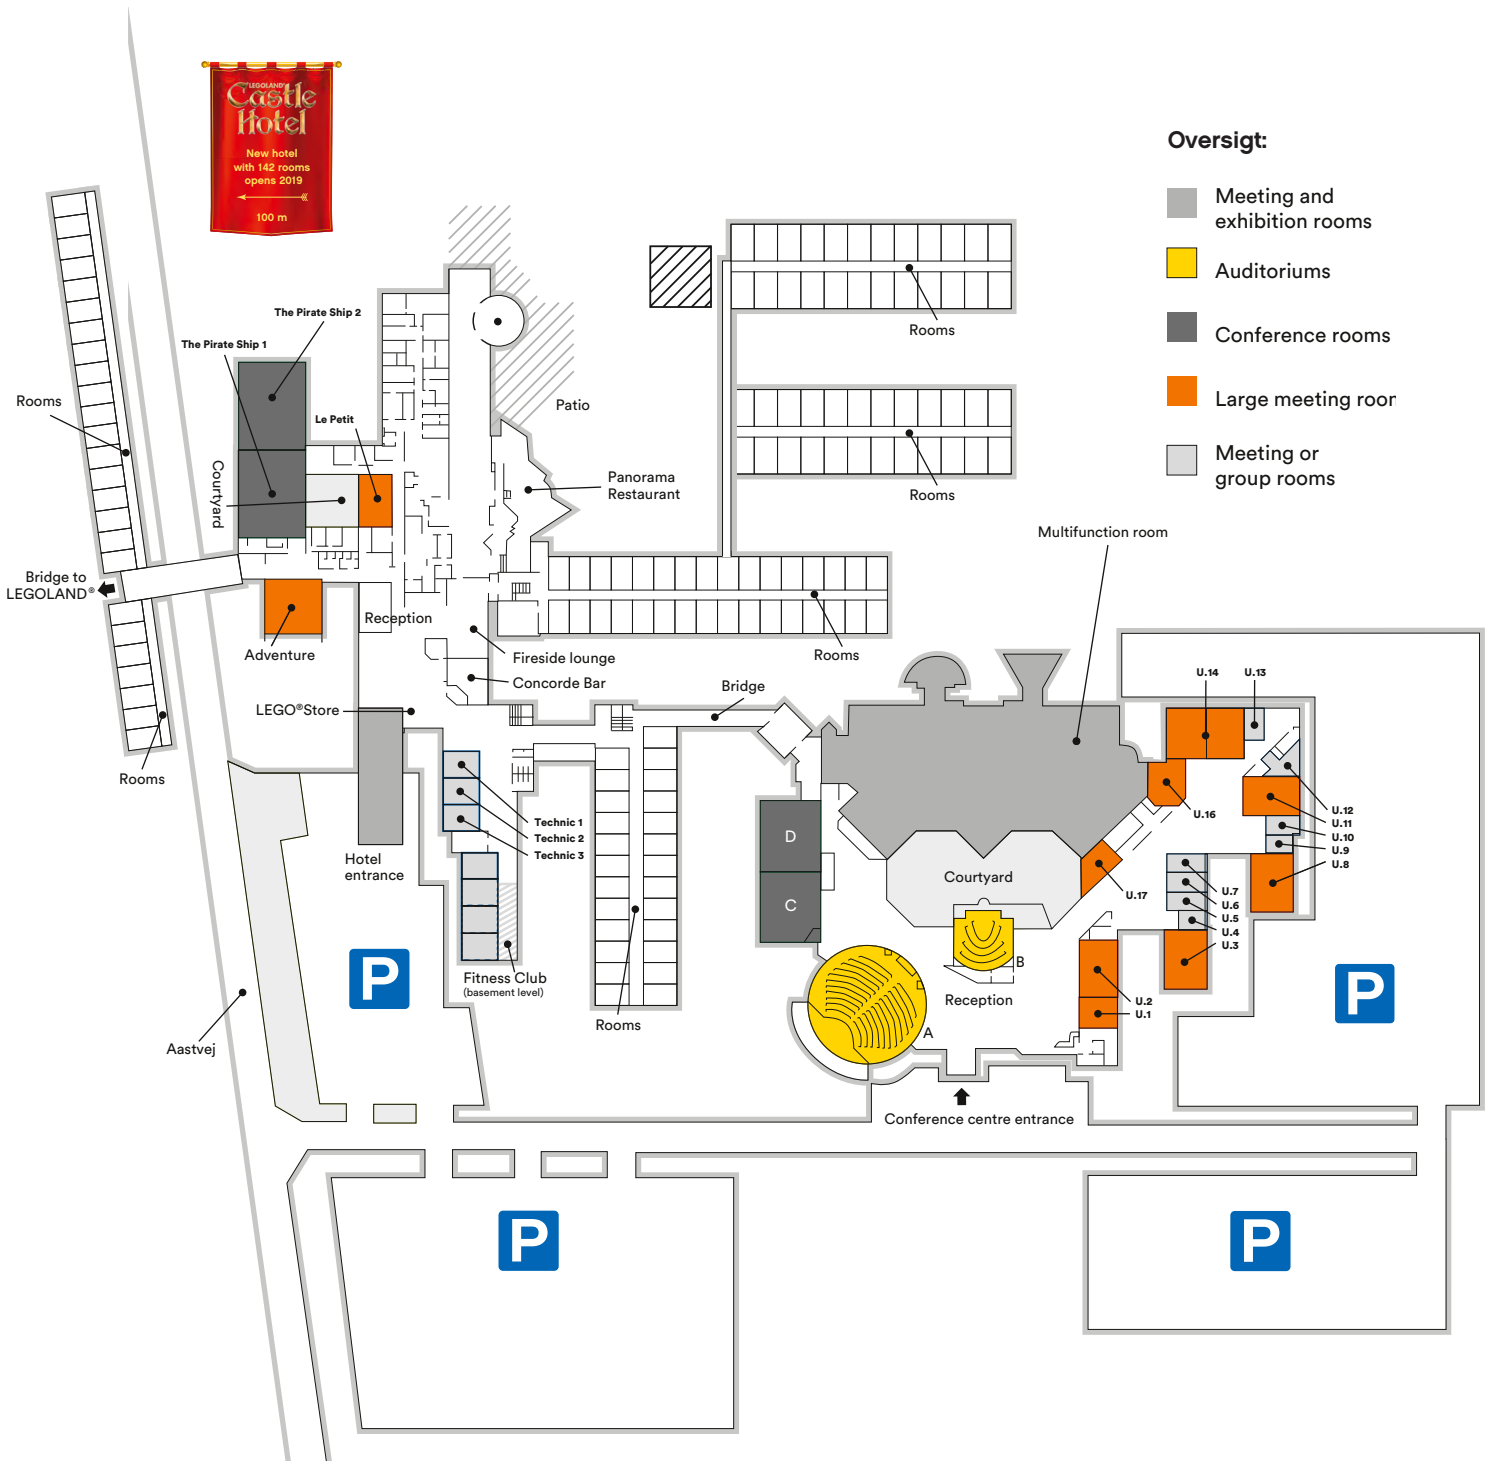 LEGOLAND®
Castle
Hotel
New hotel
with 142 rooms
opens 2019
100 m
Oversigt:
Meeting and
exhibition rooms
Auditoriums
Conference rooms
Large meeting room
Meeting or
group rooms
The Pirate Ship 2
The Pirate Ship 1
Le Petit
Rooms
Courtyard
Patio
Panorama
Restaurant
Rooms
Rooms
Multifunction room
Bridge to
LEGOLAND®
Reception
Adventure
Fireside lounge
Concorde Bar
Rooms
LEGO® Store
Bridge
Rooms
U.14
U.13
Technic 1
Technic 2
Technic 3
Hotel
entrance
D
C
Courtyard
U.16
U.12
U.11
U.10
U.9
U.8
U.17
U.7
U.6
U.5
U.4
U.3
B
Reception
U.2
U.1
A
P
Fitness Club
(basement level)
Rooms
P
Aastvej
Conference centre entrance
P
P